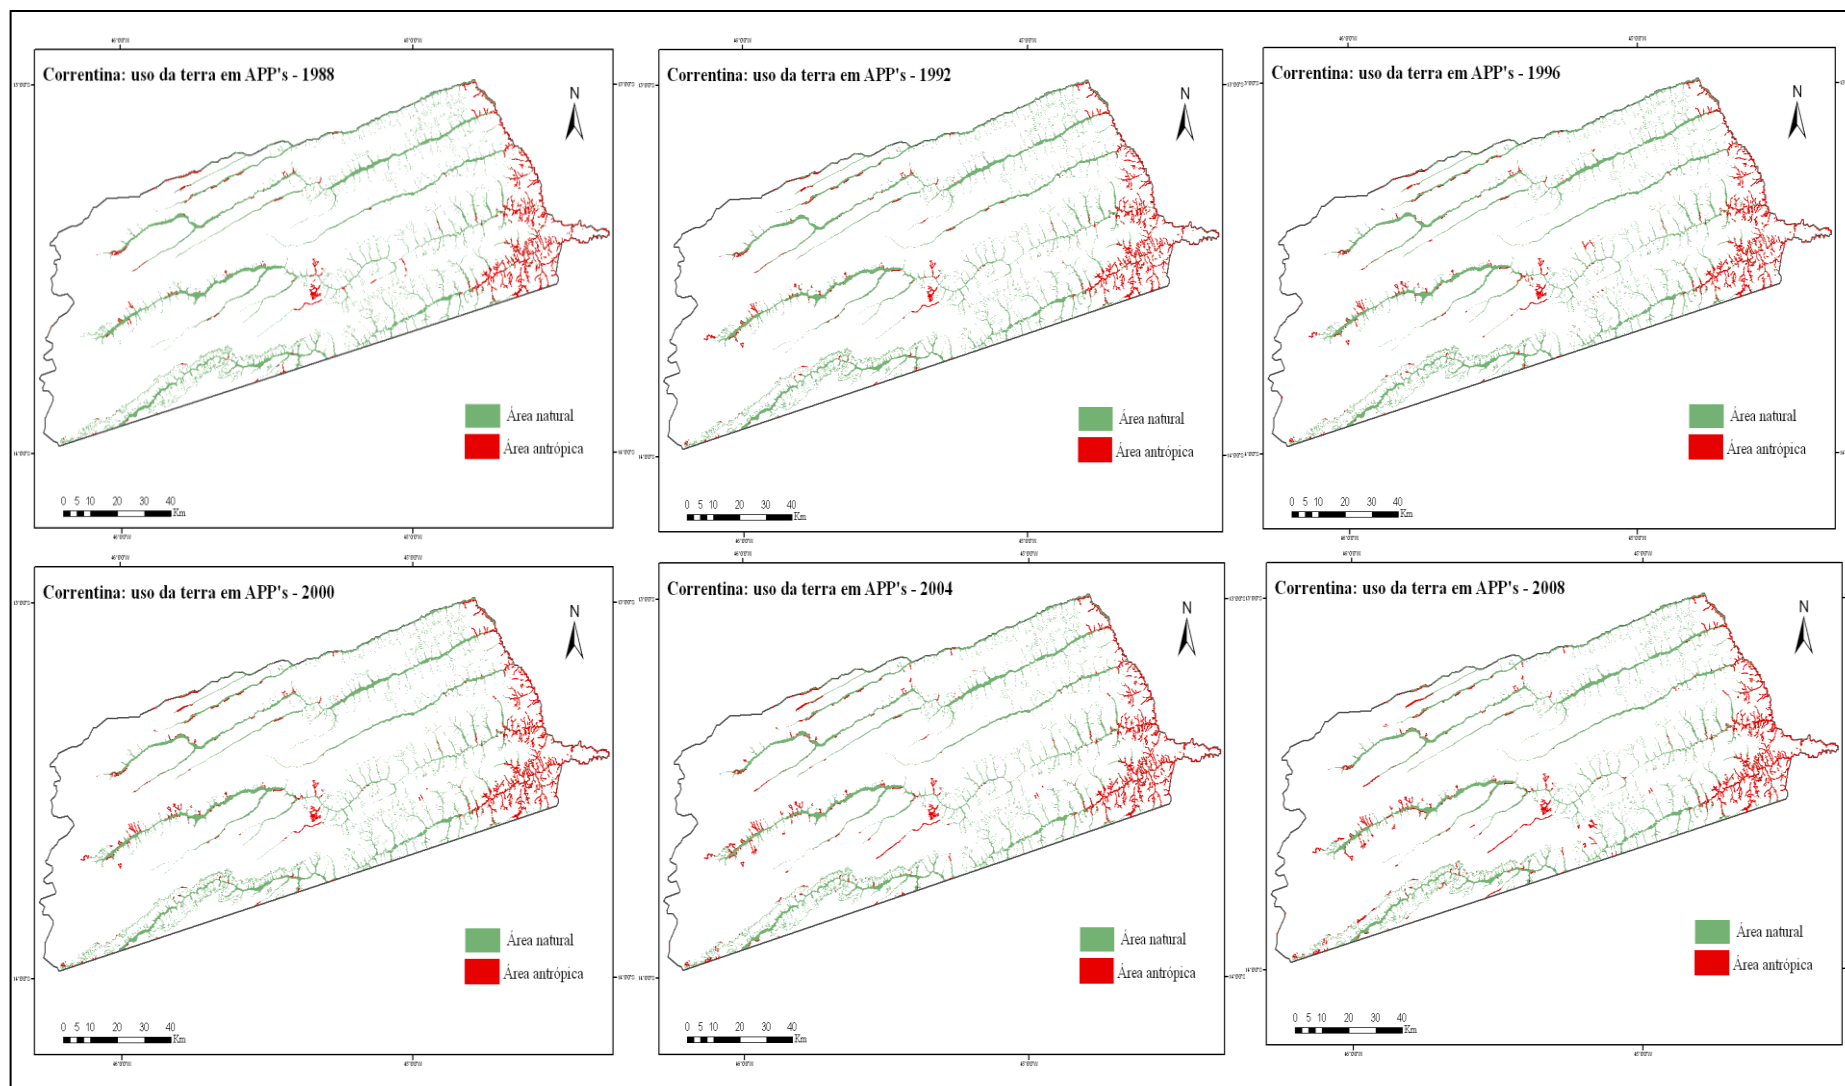 Correntina: uso da terra em APP's - 1988
N
Área natural
Área antrópica
0 5 10 20 30 40
Km
Correntina: uso da terra em APP's - 1992
N
Área natural
Área antrópica
0 5 10 20 30 40
Km
Correntina: uso da terra em APP's - 1996
N
Área natural
Área antrópica
0 5 10 20 30 40
Km
Correntina: uso da terra em APP's - 2000
N
Área natural
Área antrópica
0 5 10 20 30 40
Km
Correntina: uso da terra em APP's - 2004
N
Área natural
Área antrópica
0 5 10 20 30 40
Km
Correntina: uso da terra em APP's - 2008
N
Área natural
Área antrópica
0 5 10 20 30 40
Km